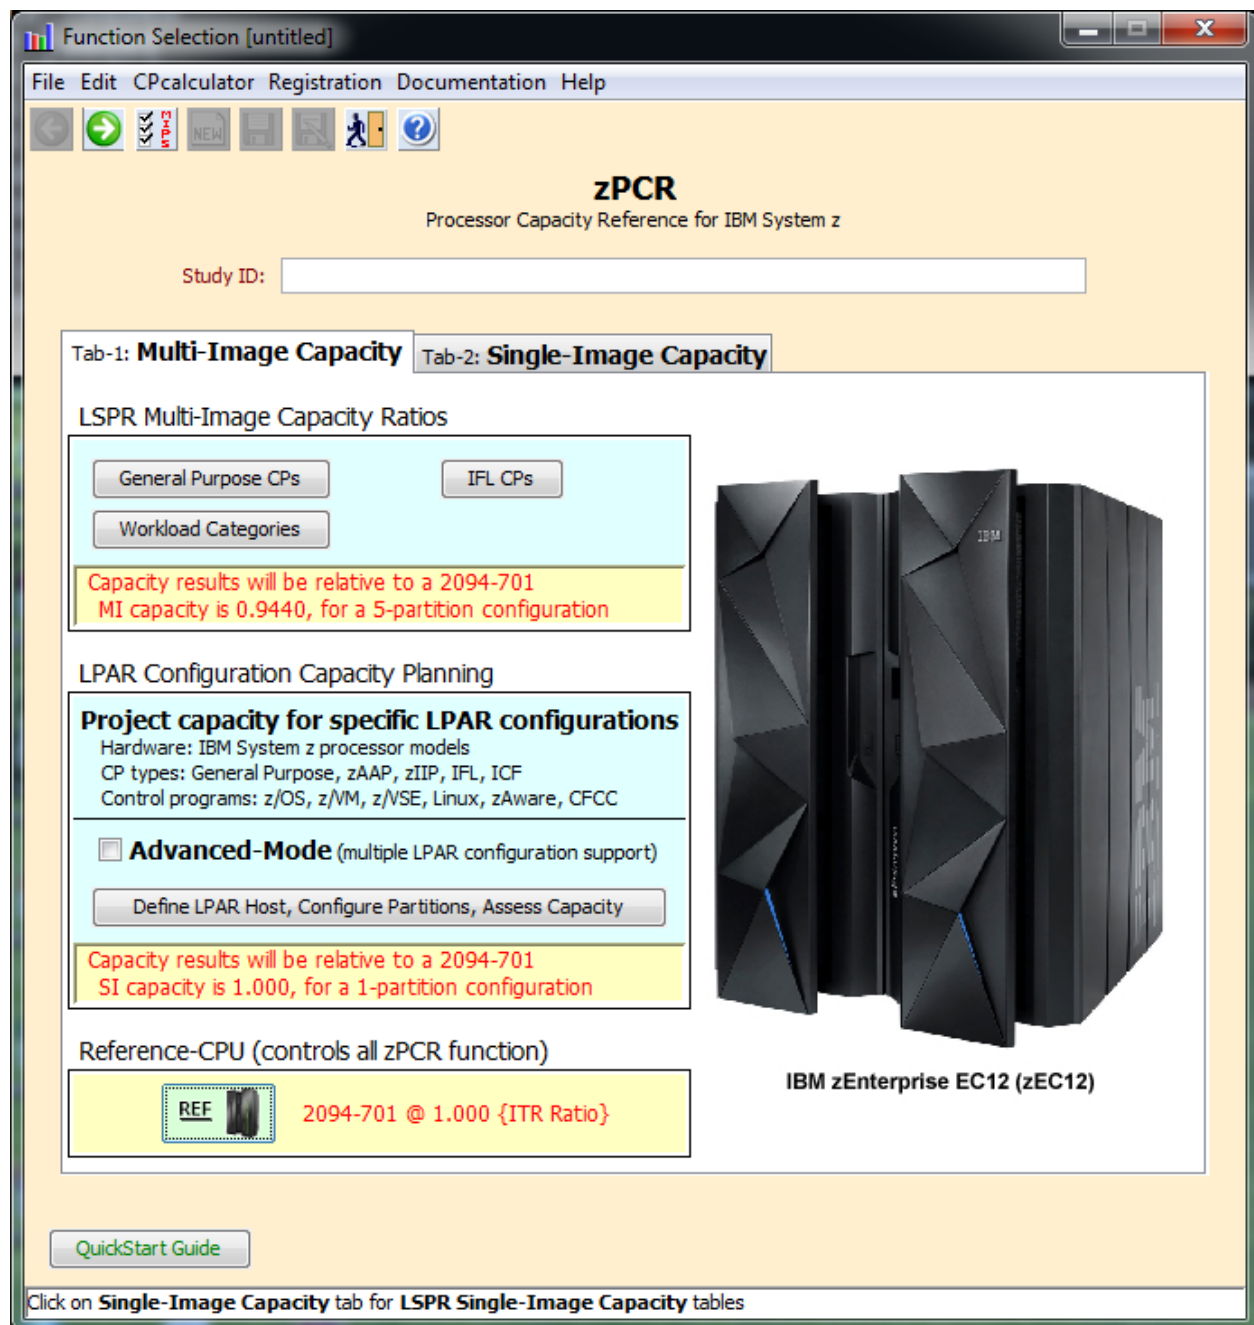 Function Selection [untitled]
File Edit CPcalculator Registration Documentation Help
MIPS NEW
zPCR
Processor Capacity Reference for IBM System z
Study ID:
Tab-1: Multi-Image Capacity Tab-2: Single-Image Capacity
LSPR Multi-Image Capacity Ratios
General Purpose CPs IFL CPs
Workload Categories
Capacity results will be relative to a 2094-701
MI capacity is 0.9440, for a 5-partition configuration
LPAR Configuration Capacity Planning
Project capacity for specific LPAR configurations
Hardware: IBM System z processor models
CP types: General Purpose, zAAP, zIIP, IFL, ICF
Control programs: z/OS, z/VM, z/VSE, Linux, zAware, CFCC
Advanced-Mode (multiple LPAR configuration support)
Define LPAR Host, Configure Partitions, Assess Capacity
Capacity results will be relative to a 2094-701
SI capacity is 1.000, for a 1-partition configuration
Reference-CPU (controls all zPCR function)
REF 2094-701 @ 1.000 {ITR Ratio}
IBM
IBM zEnterprise EC12 (zEC12)
QuickStart Guide
Click on Single-Image Capacity tab for LSPR Single-Image Capacity tables